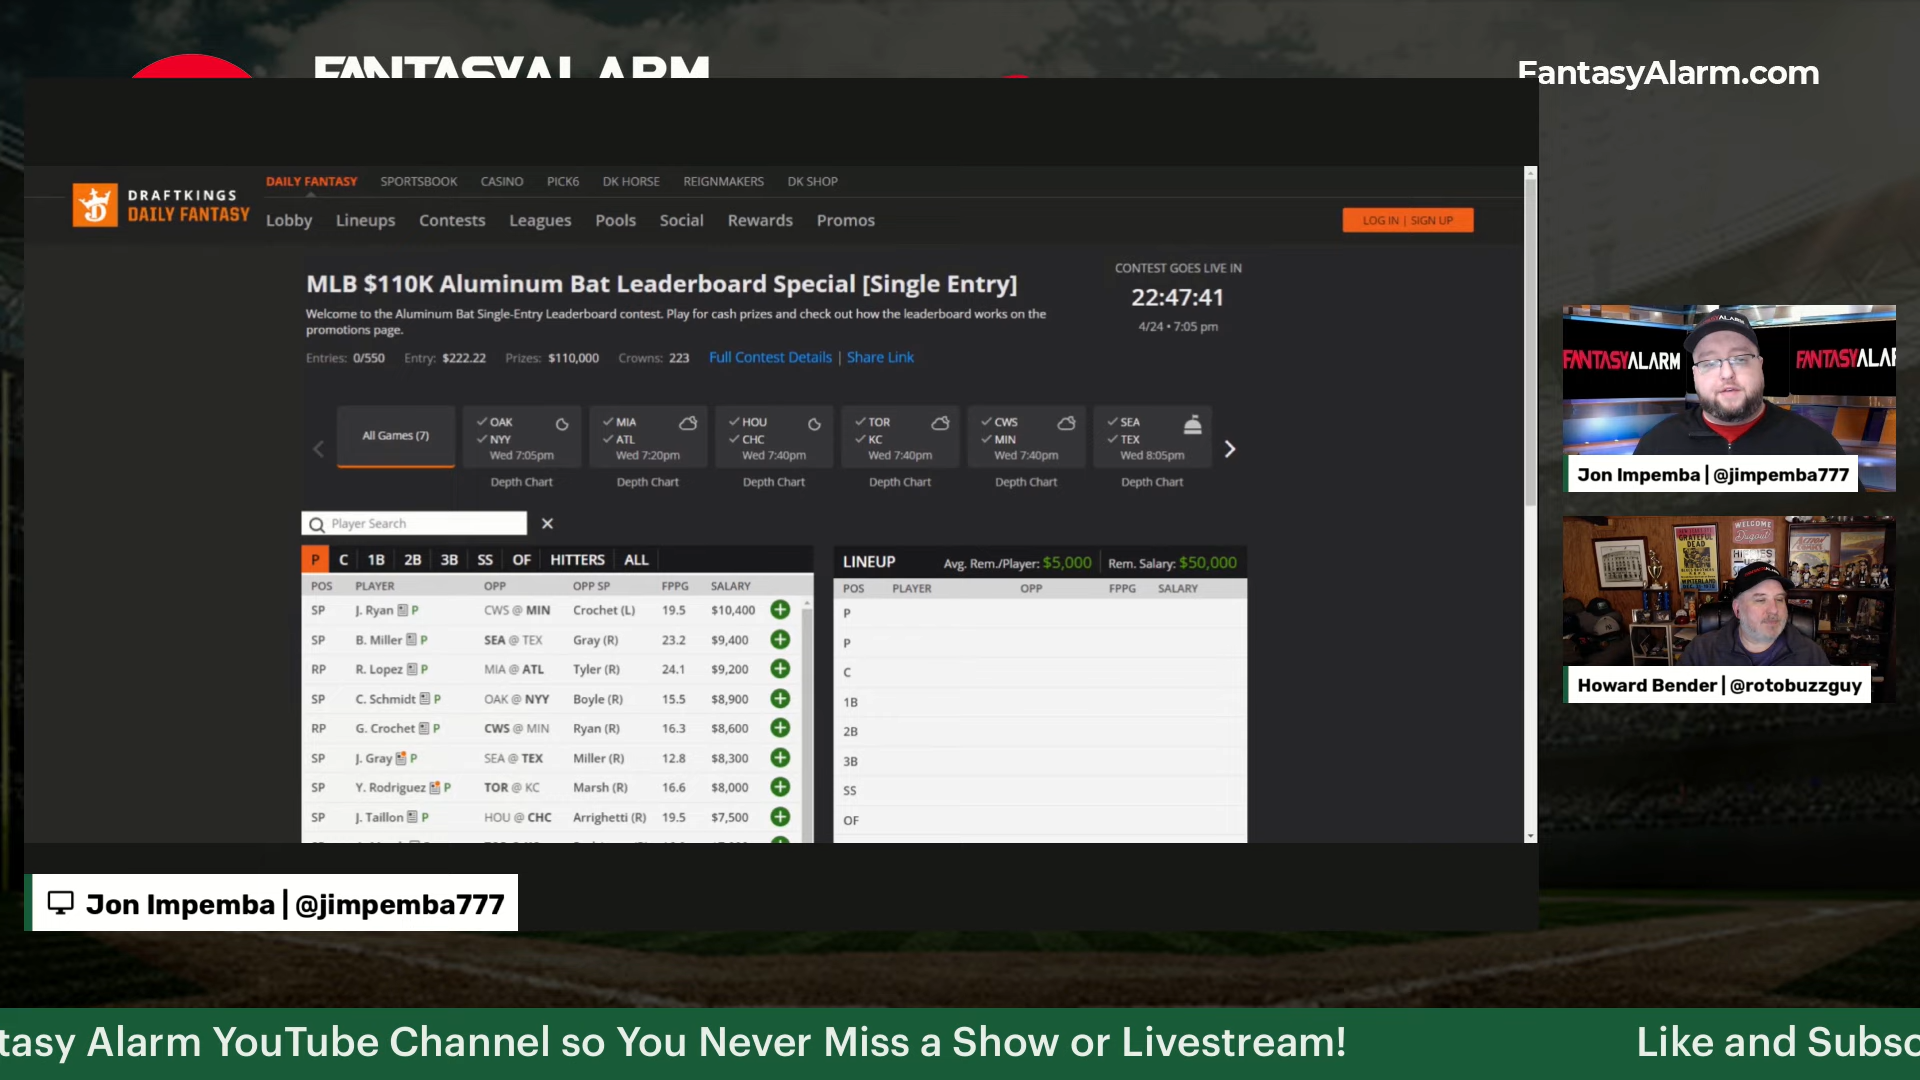 FANTASYALARM
FantasyAlarm.com
DRAFTKINGS
DAILY FANTASY
DAILY FANTASY SPORTSBOOK CASINO PICK6 DK HORSE REIGNMAKERS DK SHOP
Lobby Lineups Contests Leagues Pools Social Rewards Promos
LOG IN | SIGN UP
MLB $110K Aluminum Bat Leaderboard Special [Single Entry]
Welcome to the Aluminum Bat Single-Entry Leaderboard contest. Play for cash prizes and check out how the leaderboard works on the
promotions page.
Entries: 0/550 Entry: $222.22 Prizes: $110,000 Crowns: 223 Full Contest Details | Share Link
CONTEST GOES LIVE IN
22:47:41
4/24 • 7:05 pm
All Games (7)
OAK
NYY
Wed 7:05pm
Depth Chart
MIA
ATL
Wed 7:20pm
Depth Chart
HOU
CHC
Wed 7:40pm
Depth Chart
TOR
KC
Wed 7:40pm
Depth Chart
CWS
MIN
Wed 7:40pm
Depth Chart
SEA
TEX
Wed 8:05pm
Depth Chart
Player Search
P C 1B 2B 3B SS OF HITTERS ALL
POS PLAYER OPP OPP SP FPPG SALARY
SP J. Ryan P CWS @ MIN Crochet (L) 19.5 $10,400
SP B. Miller P SEA @ TEX Gray (R) 23.2 $9,400
RP R. Lopez P MIA @ ATL Tyler (R) 24.1 $9,200
SP C. Schmidt P OAK @ NYY Boyle (R) 15.5 $8,900
RP G. Crochet P CWS @ MIN Ryan (R) 16.3 $8,600
SP J. Gray P SEA @ TEX Miller (R) 12.8 $8,300
SP Y. Rodriguez P TOR @ KC Marsh (R) 16.6 $8,000
SP J. Taillon P HOU @ CHC Arrighetti (R) 19.5 $7,500
LINEUP Avg. Rem./Player: $5,000 Rem. Salary: $50,000
POS PLAYER OPP FPPG SALARY
P
P
C
1B
2B
3B
SS
OF
FANTASYALARM FANTASYALAR
Jon Impemba | @jimpemba777
WELCOME
Dugout
GRATEFUL
DEAD
Howard Bender | @rotobuzzguy
Jon Impemba | @jimpemba777
tasy Alarm YouTube Channel so You Never Miss a Show or Livestream! Like and Subsc